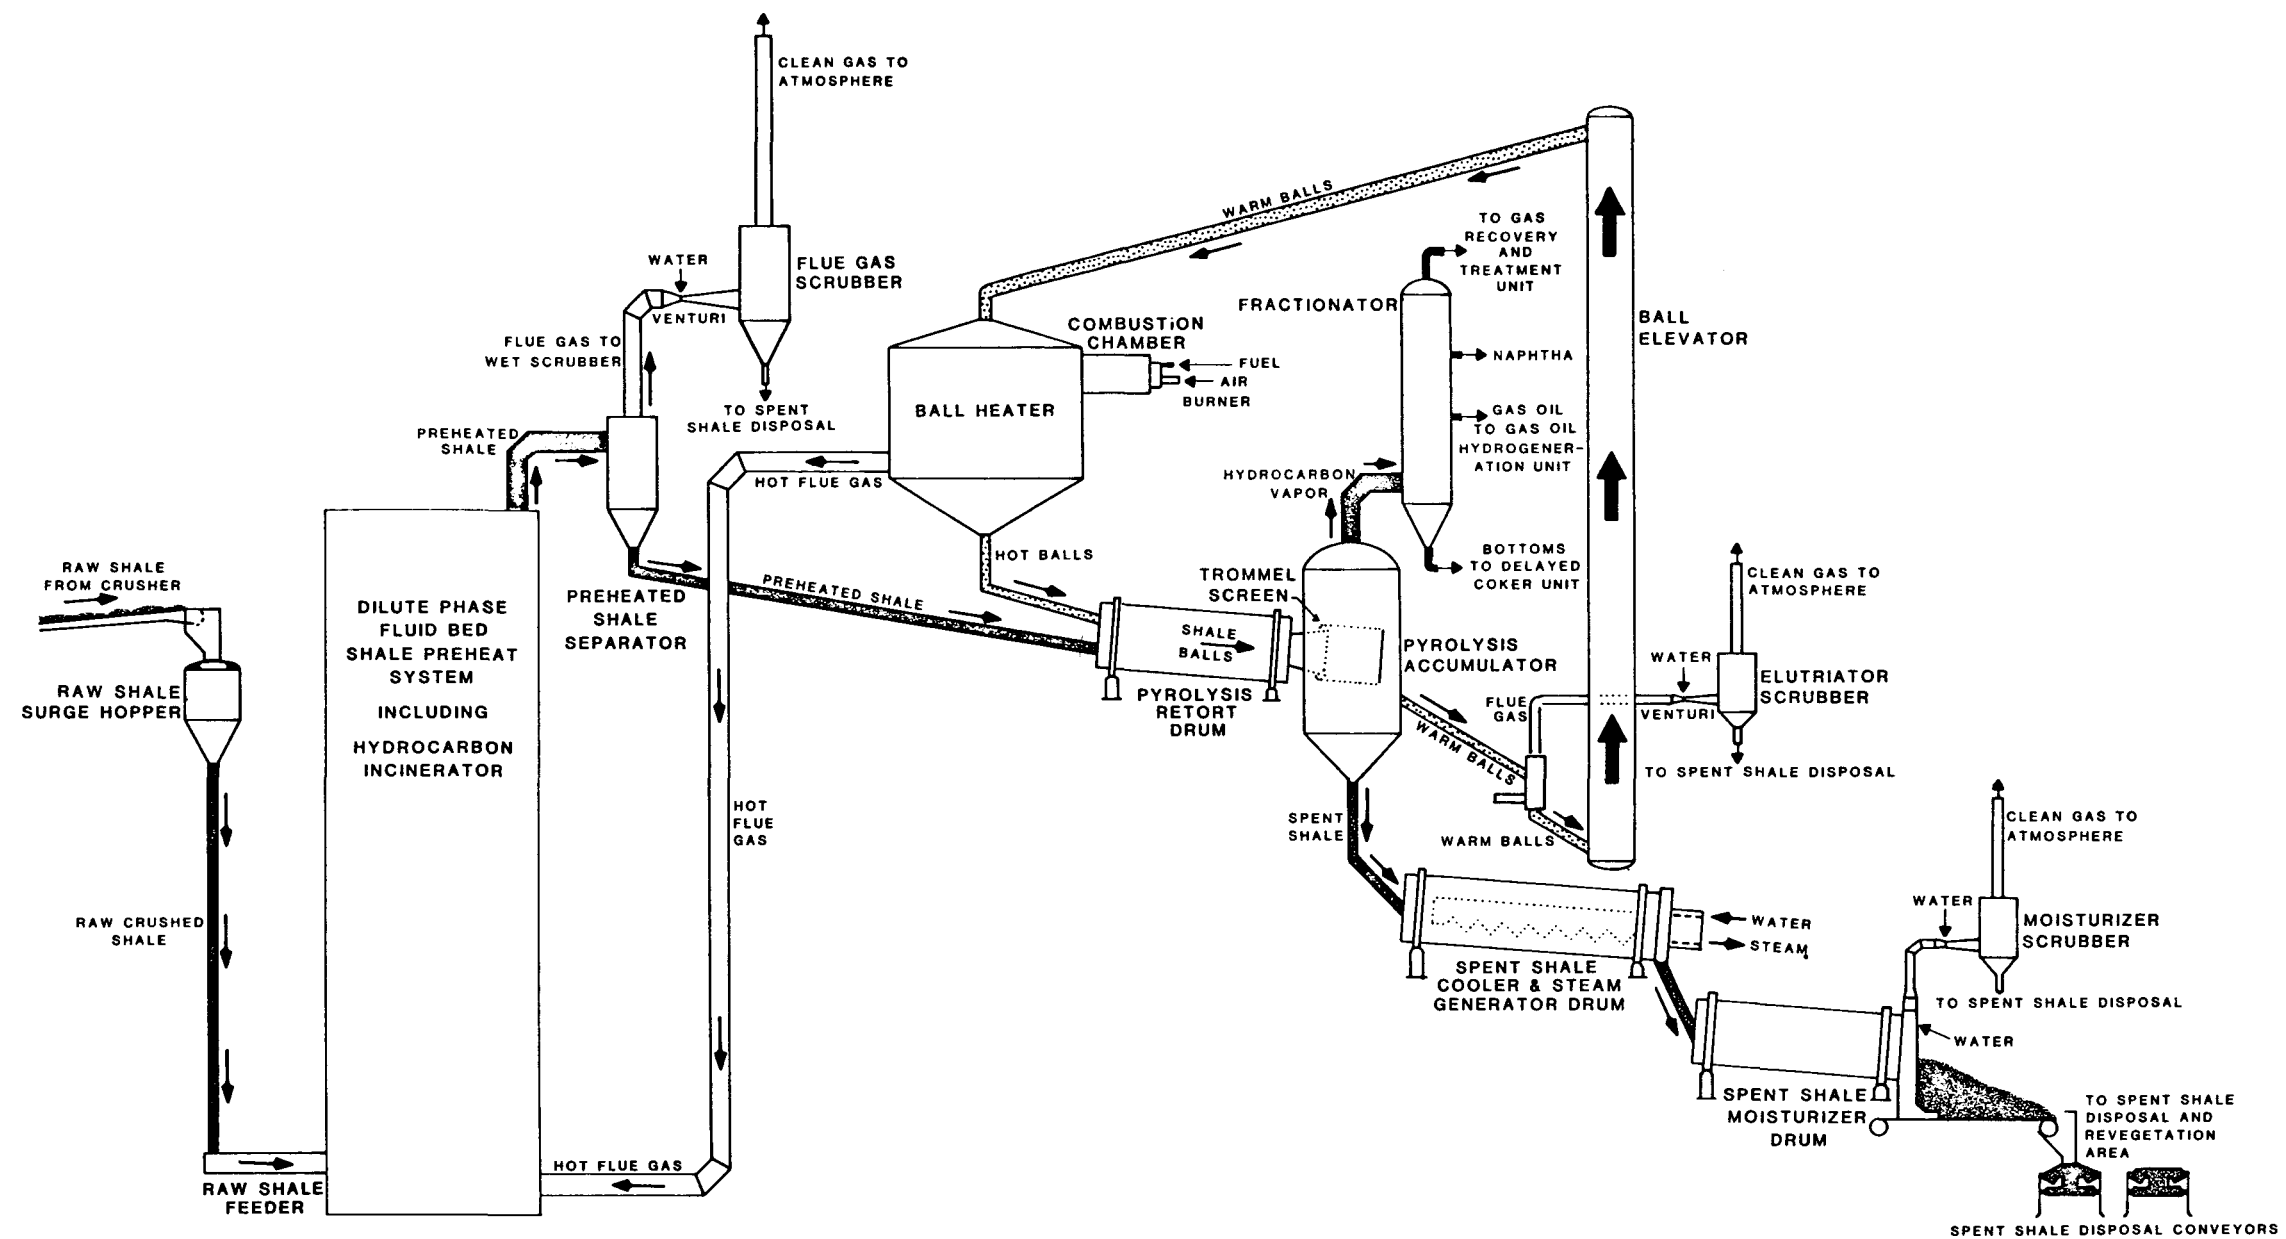 CLEAN GAS TO
ATMOSPHERE
WATER
FLUE GAS
SCRUBBER
VENTURI
FLUE GAS TO
WET SCRUBBER
TO SPENT
SHALE DISPOSAL
PREHEATED
SHALE
WARM BALLS
COMBUSTiON
CHAMBER
FUEL
AIR
BURNER
BALL HEATER
HOT FLUE GAS
HOT BALLS
FRACTIONATOR
TO GAS
RECOVERY
AND
TREATMENT
UNIT
NAPHTHA
GAS OIL
TO GAS OIL
HYDROGENER-
ATION UNIT
BALL
ELEVATOR
HYDROCARBON
VAPOR
BOTTOMS
TO DELAYED
COKER UNIT
RAW SHALE
FROM CRUSHER
RAW SHALE
SURGE HOPPER
DILUTE PHASE
FLUID BED
SHALE PREHEAT
SYSTEM
INCLUDING
HYDROCARBON
INCINERATOR
PREHEATED
SHALE
SEPARATOR
PREHEATED SHALE
TROMMEL
SCREEN
SHALE
BALLS
PYROLYSIS
RETORT
DRUM
PYROLYSIS
ACCUMULATOR
WARM BALLS
FLUE
GAS
WATER
VENTURI
CLEAN GAS TO
ATMOSPHERE
ELUTRIATOR
SCRUBBER
TO SPENT SHALE DISPOSAL
HOT
FLUE
GAS
SPENT
SHALE
WARM BALLS
CLEAN GAS TO
ATMOSPHERE
RAW CRUSHED
SHALE
WATER
STEAM
SPENT SHALE
COOLER & STEAM
GENERATOR DRUM
WATER
MOISTURIZER
SCRUBBER
TO SPENT SHALE DISPOSAL
WATER
SPENT SHALE
MOISTURIZER
DRUM
TO SPENT SHALE
DISPOSAL AND
REVEGETATION
AREA
HOT FLUE GAS
RAW SHALE
FEEDER
SPENT SHALE DISPOSAL CONVEYORS